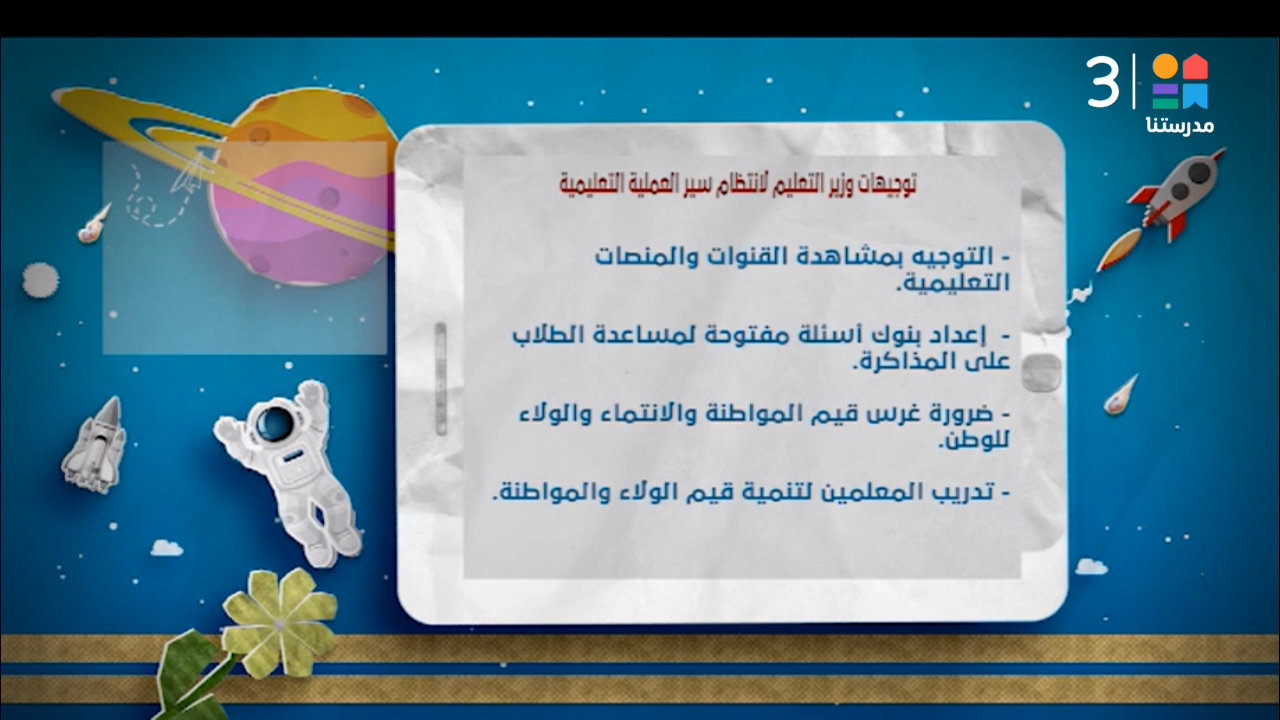 3
مدرستنا
توجيهات وزير التعليم لانتظام سير العملية التعليمية
- التوجيه بمشاهدة القنوات والمنصات
التعليمية.
- إعداد بنوك أسئلة مفتوحة لمساعدة الطلاب
على المذاكرة.
- ضرورة غرس قيم المواطنة والانتماء والولاء
للوطن.
- تدريب المعلمين لتنمية قيم الولاء والمواطنة.